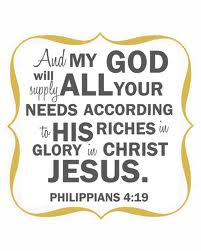 And MY GOD
will supply ALL YOUR
NEEDS ACCORDING
to HIS RICHES in
GLORY in CHRIST
JESUS.
PHILIPPIANS 4:19